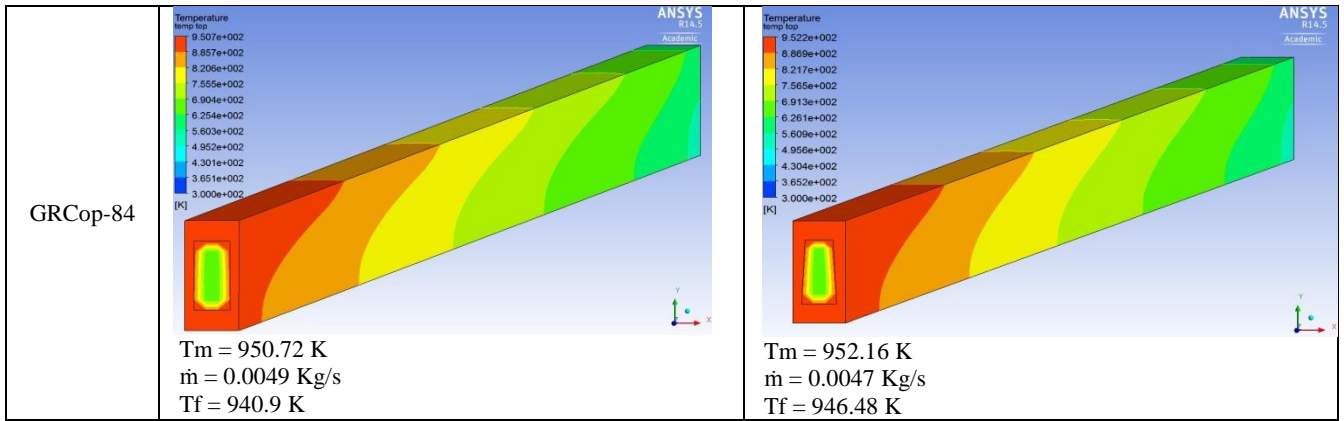 GRCop-84
Temperature
temp top
9.507e+002
8.857e+002
8.206e+002
7.555e+002
6.904e+002
6.254e+002
5.603e+002
4.952e+002
4.301e+002
3.651e+002
3.000e+002
[K]
ANSYS
R14.5
Academic
Y
X
Z
Tm = 950.72 K
ṁ = 0.0049 Kg/s
Tf = 940.9 K
Temperature
temp top
9.522e+002
8.869e+002
8.217e+002
7.565e+002
6.913e+002
6.261e+002
5.609e+002
4.956e+002
4.304e+002
3.652e+002
3.000e+002
[K]
ANSYS
R14.5
Academic
Y
X
Z
Tm = 952.16 K
ṁ = 0.0047 Kg/s
Tf = 946.48 K